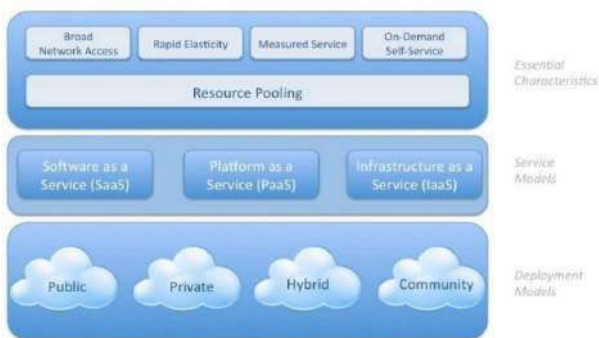 Broad
Network Access
Rapid Elasticity
Measured Service
On-Demand
Self-Service
Resource Pooling
Essential
Characteristics
Software as a
Service (SaaS)
Platform as a
Service (PaaS)
Infrastructure as a
Service (IaaS)
Service
Models
Public
Private
Hybrid
Community
Deployment
Models